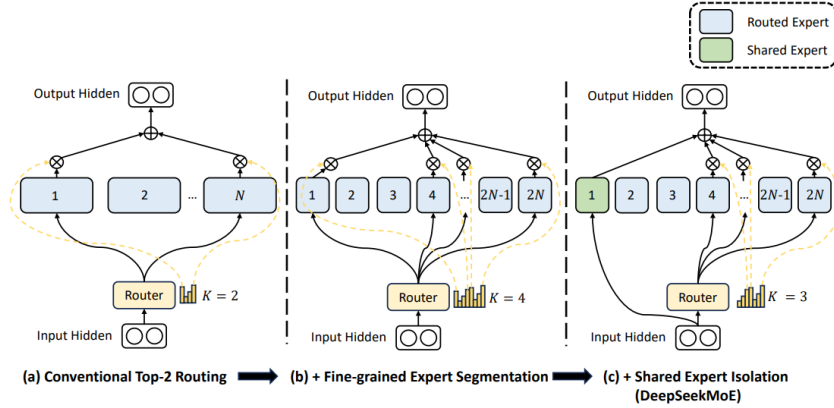 Routed Expert
Shared Expert
Output Hidden
1
2
...
N
Router
K = 2
Input Hidden
(a) Conventional Top-2 Routing
Output Hidden
1
2
3
4
...
2N-1
2N
Router
K = 4
Input Hidden
(b) + Fine-grained Expert Segmentation
Output Hidden
1
2
3
4
...
2N-1
2N
Router
K = 3
Input Hidden
(c) + Shared Expert Isolation
(DeepSeekMoE)